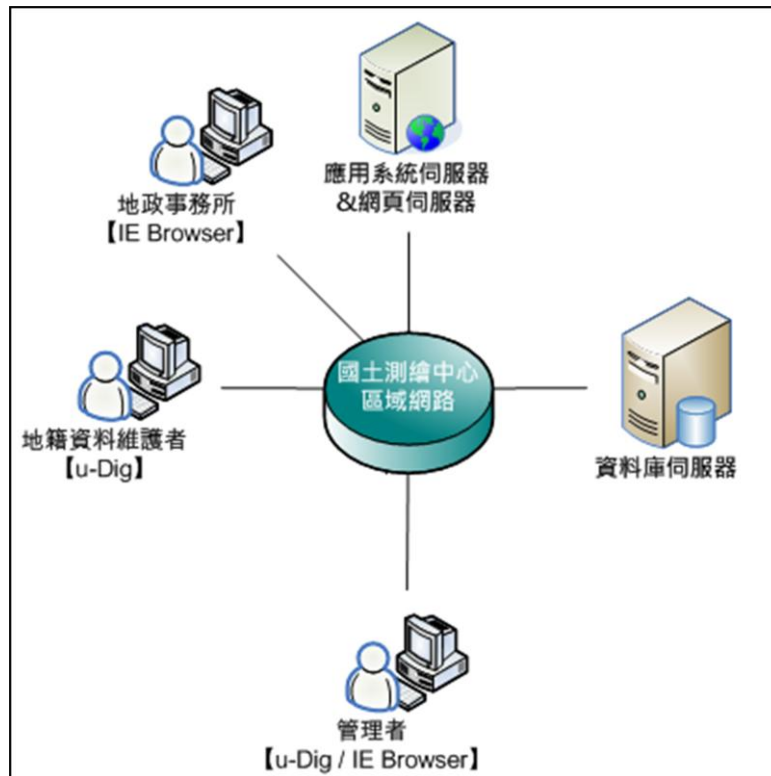 應用系統伺服器
&網頁伺服器
地政事務所
【IE Browser】
國土測繪中心
區域網路
地籍資料維護者
【u-Dig】
資料庫伺服器
管理者
【u-Dig / IE Browser】